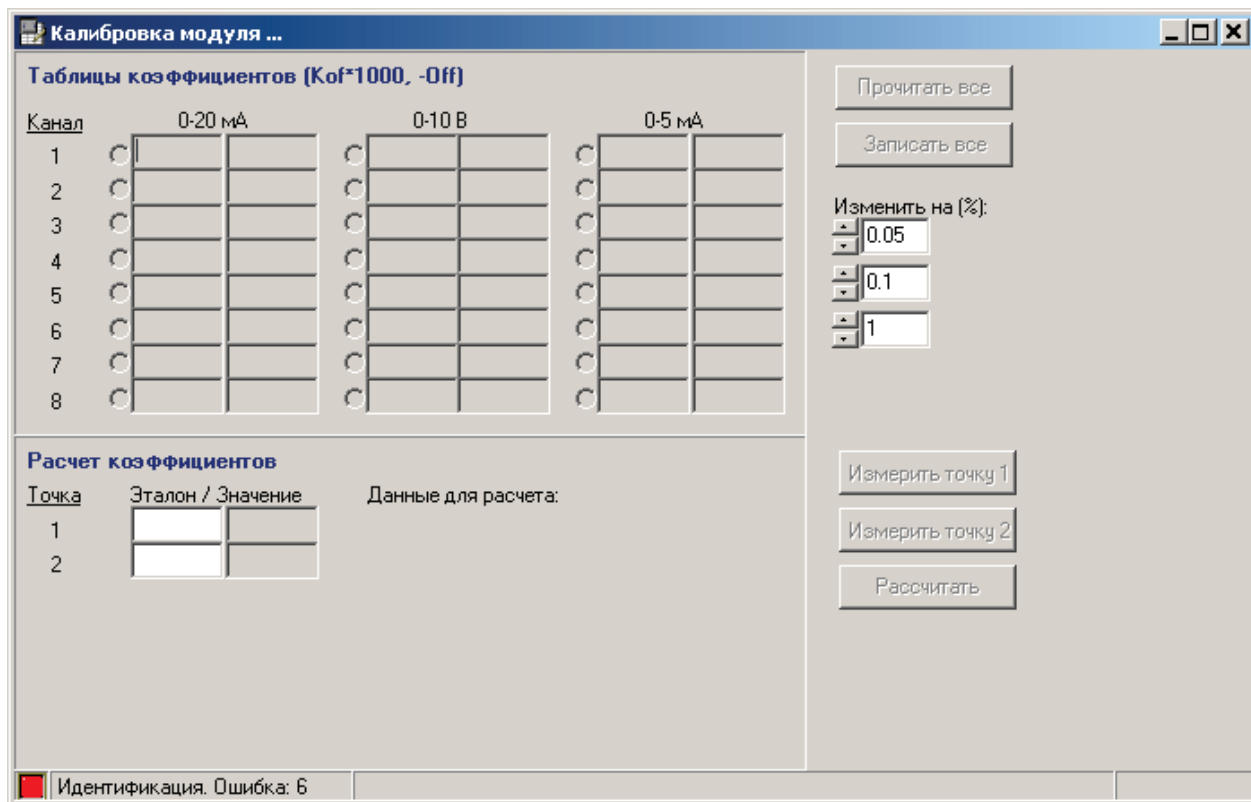 Калибровка модуля ...
Таблицы коэффициентов (Kof*1000, -Off)
Канал 0-20 мА 0-10 В 0-5 мА
1
2
3
4
5
6
7
8
Прочитать все
Записать все
Изменить на (%):
0.05
0.1
1
Расчет коэффициентов
Точка Эталон / Значение Данные для расчета:
1
2
Измерить точку 1
Измерить точку 2
Рассчитать
Идентификация. Ошибка: 6